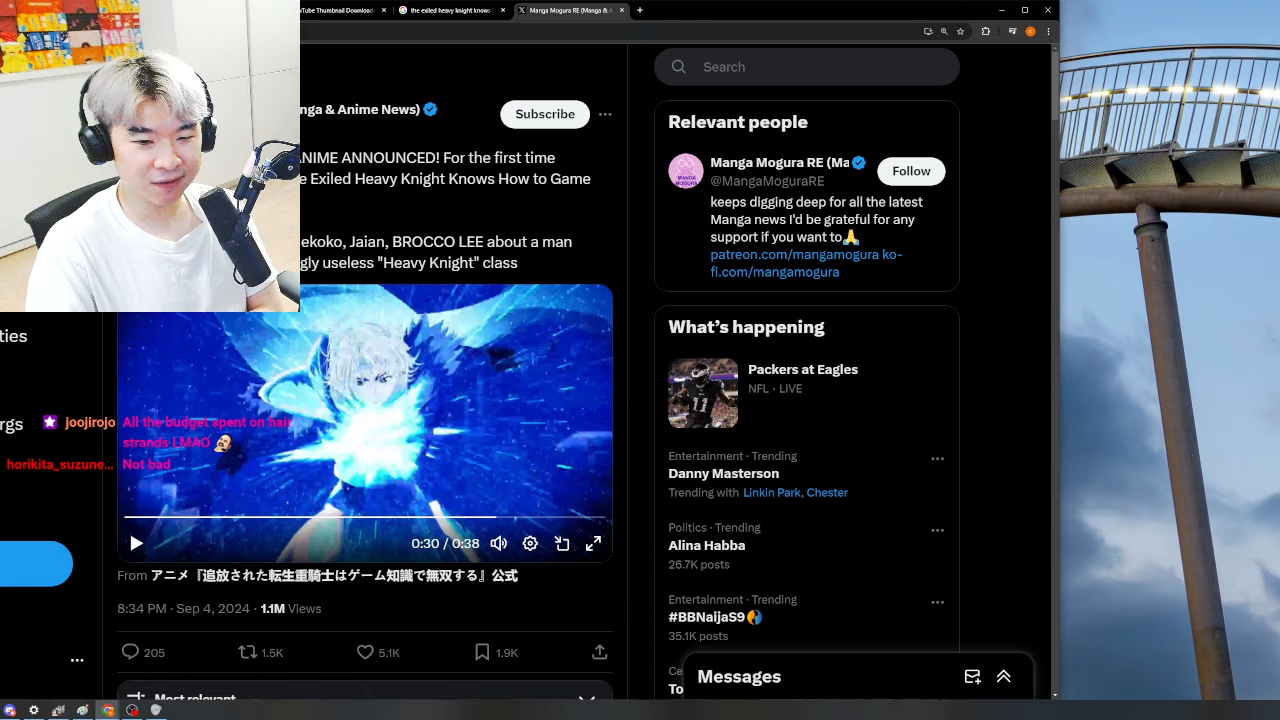 Tube Thumbnail Download
the exiled heavy knight knows
Manga Mogura RE (Manga & A
nga & Anime News)
Subscribe
ANIME ANNOUNCED! For the first time
e Exiled Heavy Knight Knows How to Game
ekoko, Jaian, BROCCO LEE about a man
gly useless "Heavy Knight" class
ties
rgs
joojirojo All the budget spent on hair
strands LMAO
horikita_suzune... Not bad
0:30 / 0:38
From アニメ『追放された転生重騎士はゲーム知識で無双する』公式
8:34 PM · Sep 4, 2024 · 1.1M Views
205
1.5K
5.1K
1.9K
Most relevant
Search
Relevant people
Manga Mogura RE (Ma
@MangaMoguraRE
Follow
keeps digging deep for all the latest
Manga news I'd be grateful for any
support if you want to🙏
patreon.com/mangamogura ko-
fi.com/mangamogura
What's happening
Packers at Eagles
NFL · LIVE
Entertainment · Trending
Danny Masterson
Trending with Linkin Park, Chester
Politics · Trending
Alina Habba
26.7K posts
Entertainment · Trending
#BBNaijaS9
35.1K posts
Ce
To
Messages